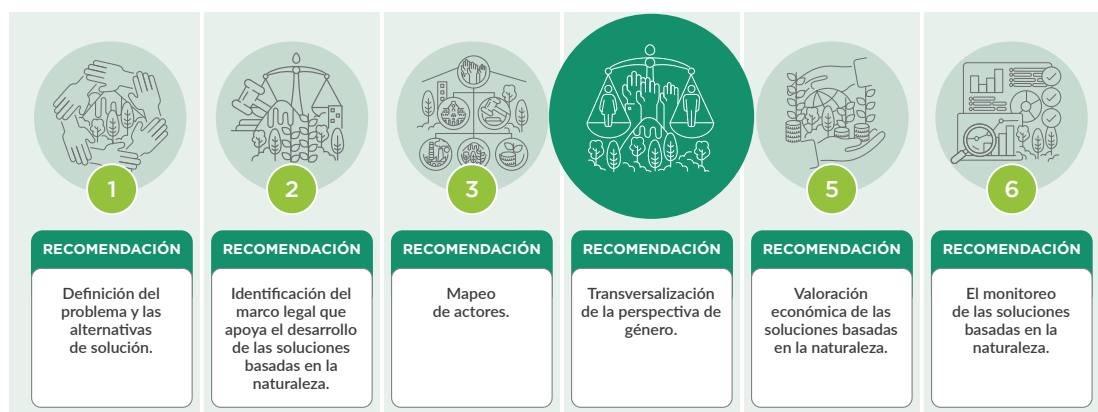 1
RECOMENDACIÓN
Definición del
problema y las
alternativas
de solución.
2
RECOMENDACIÓN
Identificación del
marco legal que
apoya el desarrollo
de las soluciones
basadas en la
naturaleza.
3
RECOMENDACIÓN
Mapeo
de actores.
RECOMENDACIÓN
Transversalización
de la perspectiva de
género.
5
RECOMENDACIÓN
Valoración
económica de las
soluciones basadas
en la naturaleza.
6
RECOMENDACIÓN
El monitoreo
de las soluciones
basadas en la
naturaleza.